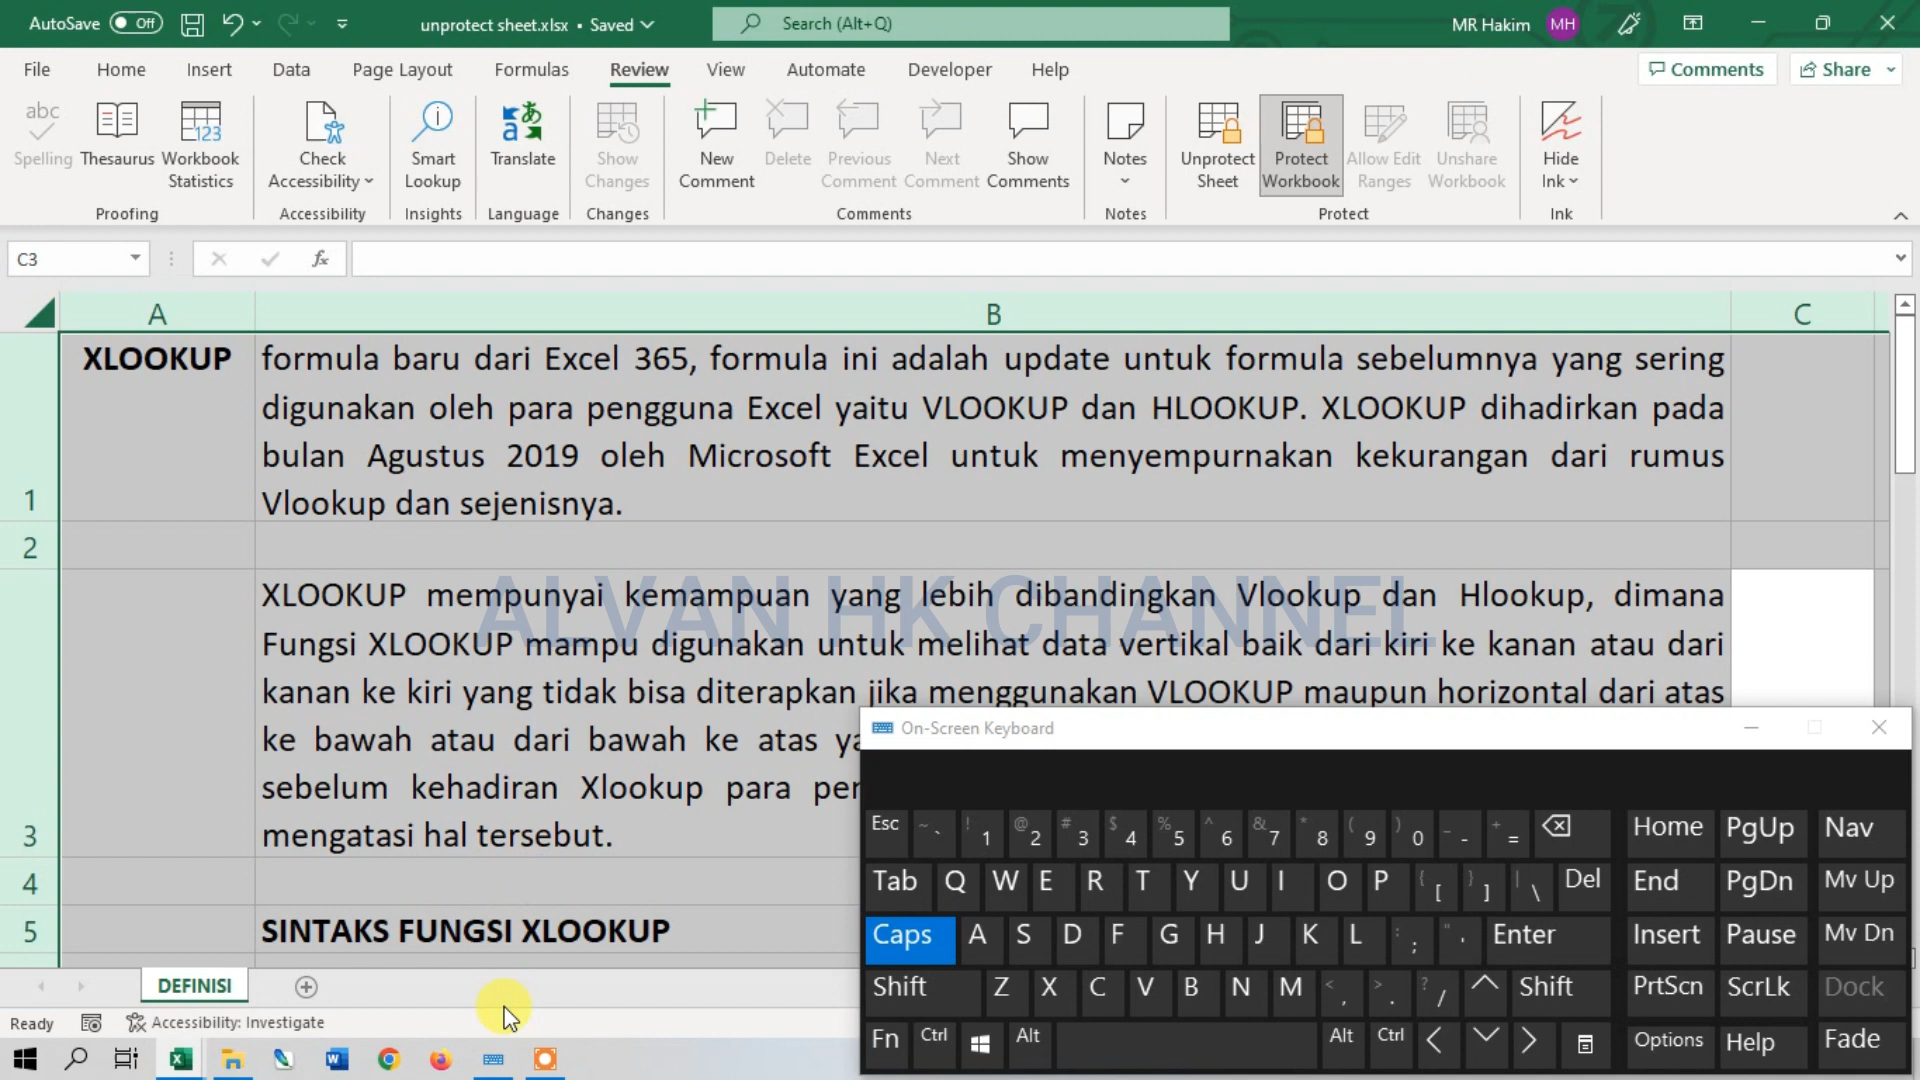 AutoSave Off unprotect sheet.xlsx • Saved Search (Alt+Q) MR Hakim MH
File Home Insert Data Page Layout Formulas Review View Automate Developer Help Comments Share
abc 123
Spelling Thesaurus Workbook Statistics Check Accessibility Smart Lookup Translate Show Changes New Comment Delete Previous Comment Next Comment Show Comments Notes Unprotect Sheet Protect Workbook Allow Edit Ranges Unshare Workbook Hide Ink
Proofing Accessibility Insights Language Changes Comments Notes Protect Ink
C3 fx
A B C
XLOOKUP formula baru dari Excel 365, formula ini adalah update untuk formula sebelumnya yang sering
digunakan oleh para pengguna Excel yaitu VLOOKUP dan HLOOKUP. XLOOKUP dihadirkan pada
bulan Agustus 2019 oleh Microsoft Excel untuk menyempurnakan kekurangan dari rumus
1 Vlookup dan sejenisnya.
2
XLOOKUP mempunyai kemampuan yang lebih dibandingkan Vlookup dan Hlookup, dimana
ALVAN HK CHANNEL
Fungsi XLOOKUP mampu digunakan untuk melihat data vertikal baik dari kiri ke kanan atau dari
kanan ke kiri yang tidak bisa diterapkan jika menggunakan VLOOKUP maupun horizontal dari atas
ke bawah atau dari bawah ke atas
sebelum kehadiran Xlookup para
3 mengatasi hal tersebut.
4
5 SINTAKS FUNGSI XLOOKUP
On-Screen Keyboard
Esc ~ ` ! 1 @ 2 # 3 $ 4 % 5 ^ 6 & 7 * 8 ( 9 ) 0 _ - + = Home PgUp Nav
Tab Q W E R T Y U I O P { [ } ] | \ Del End PgDn Mv Up
Caps A S D F G H J K L : ; " ' Enter Insert Pause Mv Dn
Shift Z X C V B N M < , > . ? / Shift PrtScn ScrLk Dock
Fn Ctrl Alt Alt Ctrl Options Help Fade
DEFINISI
Ready Accessibility: Investigate